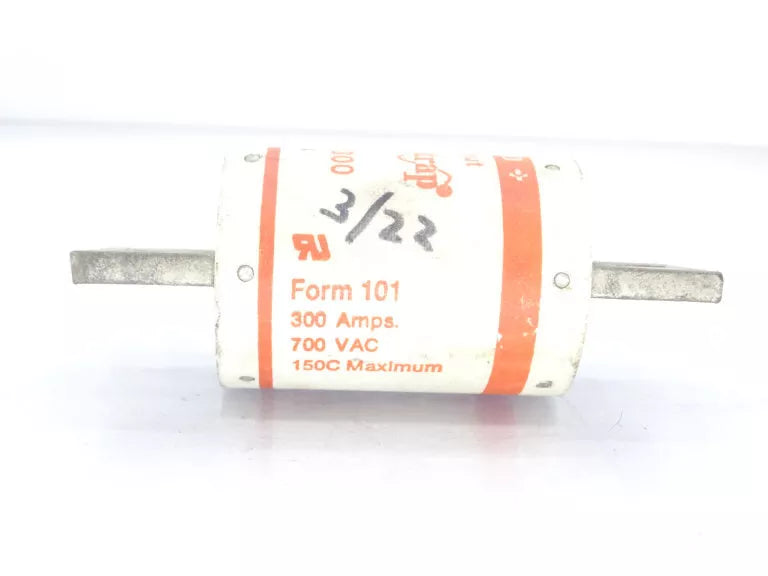 3/22
Form 101
300 Amps.
700 VAC
150C Maximum